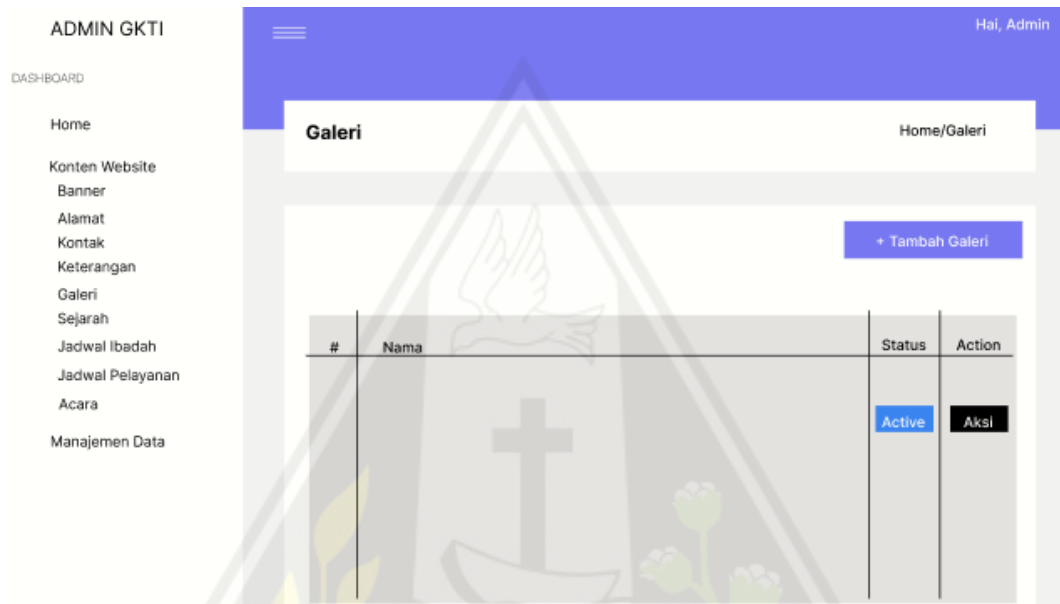 ADMIN GKTI
Hai, Admin
DASHBOARD
Home
Konten Website
Banner
Alamat
Kontak
Keterangan
Galeri
Sejarah
Jadwal Ibadah
Jadwal Pelayanan
Acara
Manajemen Data
Galeri
Home/Galeri
+ Tambah Galeri
# Nama Status Action
Active Aksi